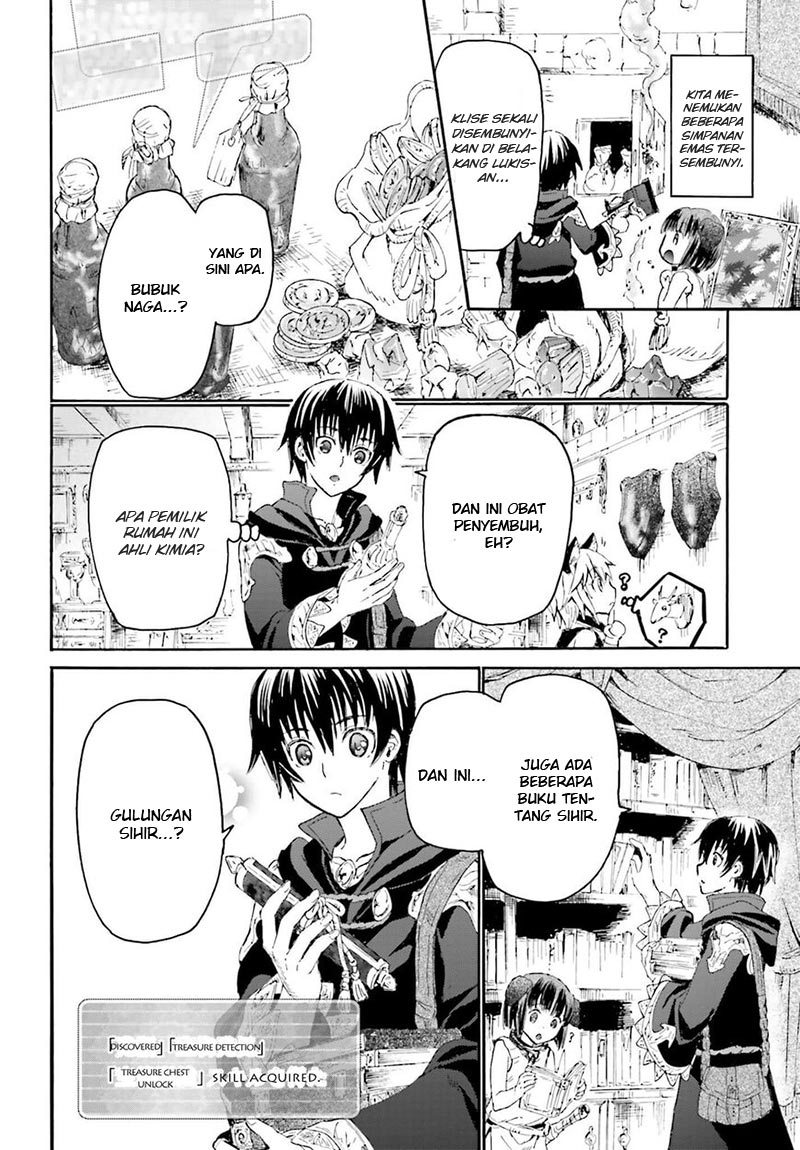 KITA ME-
NEMUKAN
BEBERAPA
SIMPANAN
EMAS TER-
SEMBUNYI.
KLISE SEKALI
DISEMBUNYI-
KAN DI BELA-
KANG LUKIS-
AN...
YANG DI
SINI APA.
BUBUK
NAGA...?
DAN INI OBAT
PENYEMBUH,
EH?
?
?
APA PEMILIK
RUMAH INI
AHLI KIMIA?
JUGA ADA
BEBERAPA
BUKU TEN-
TANG SIHIR.
DAN INI...
?
GULUNGAN
SIHIR...?
「DISCOVERED」「TREASURE DETECTION」
「TREASURE CHEST
UNLOCK」 SKILL ACQUIRED.